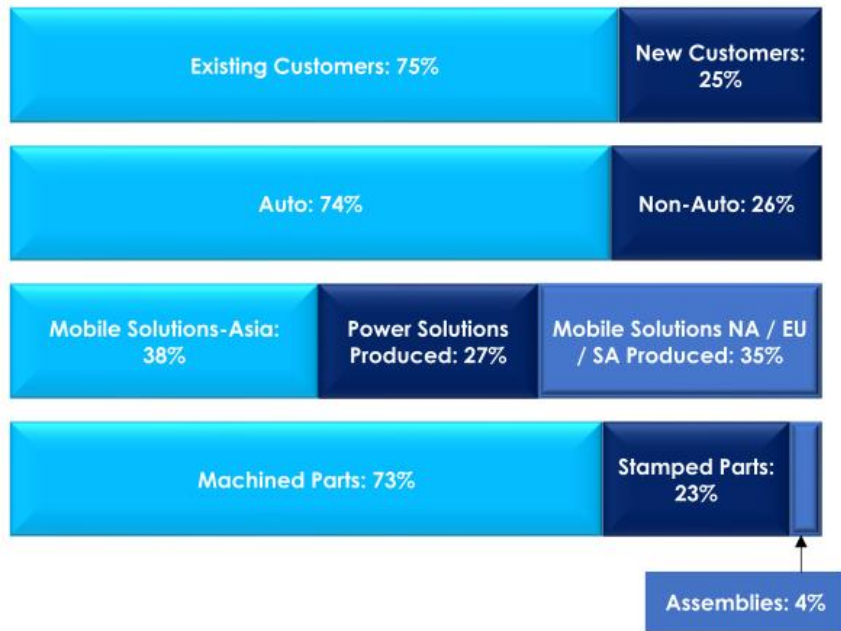 Existing Customers: 75%
New Customers:
25%
Auto: 74%
Non-Auto: 26%
Mobile Solutions-Asia:
38%
Power Solutions
Produced: 27%
Mobile Solutions NA / EU
/ SA Produced: 35%
Machined Parts: 73%
Stamped Parts:
23%
Assemblies: 4%